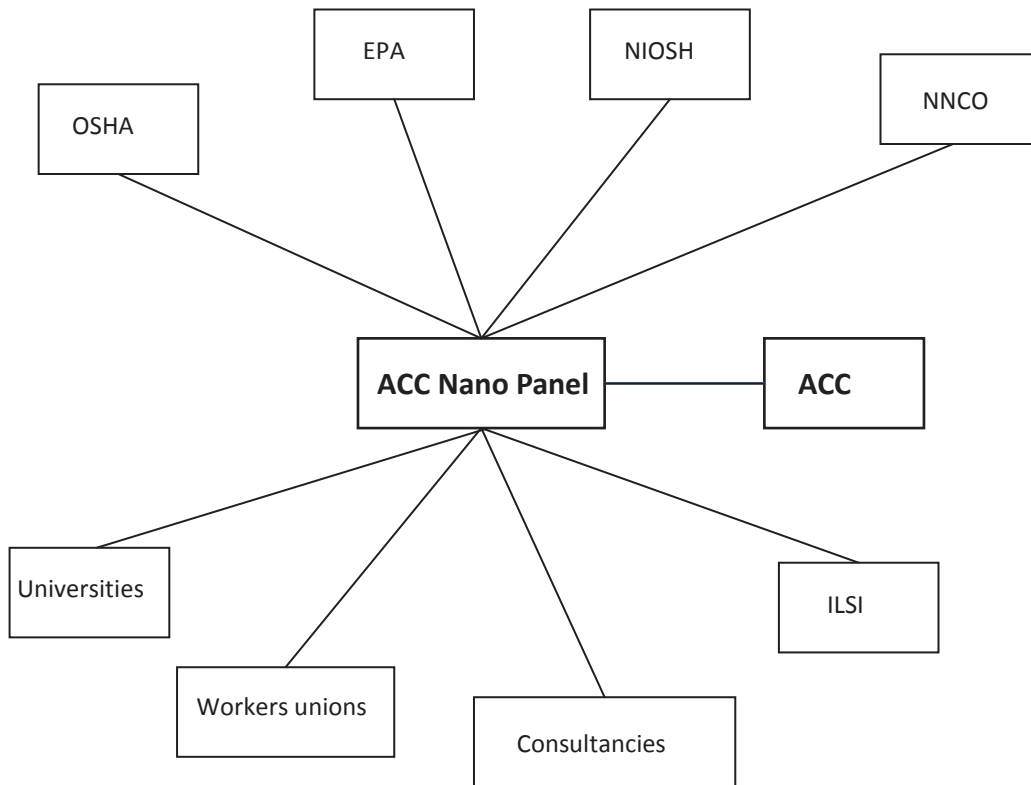 EPA
NIOSH
OSHA
NNCO
ACC Nano Panel
ACC
Universities
ILSI
Workers unions
Consultancies